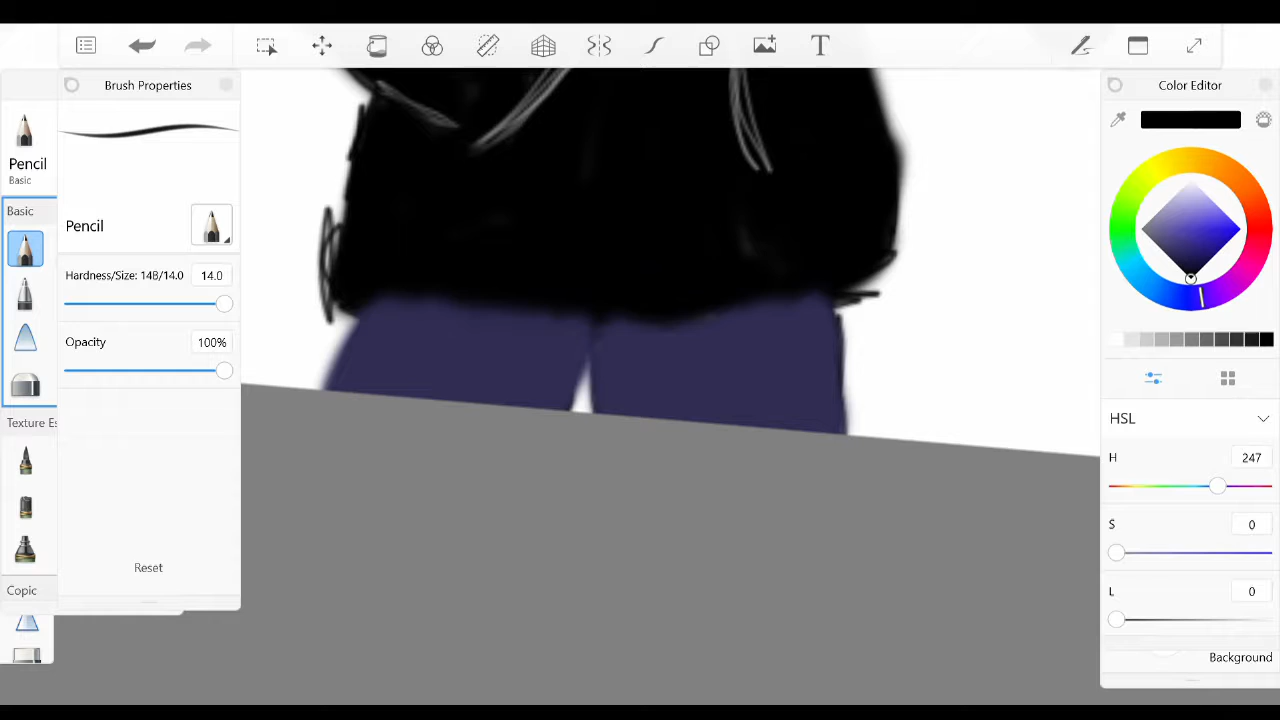 Brush Properties
Color Editor
Pencil
Basic
Basic
Pencil
Hardness/Size: 14B/14.0
14.0
Opacity
100%
Texture Es
Copic
Reset
HSL
H
247
S
0
L
0
Background
T